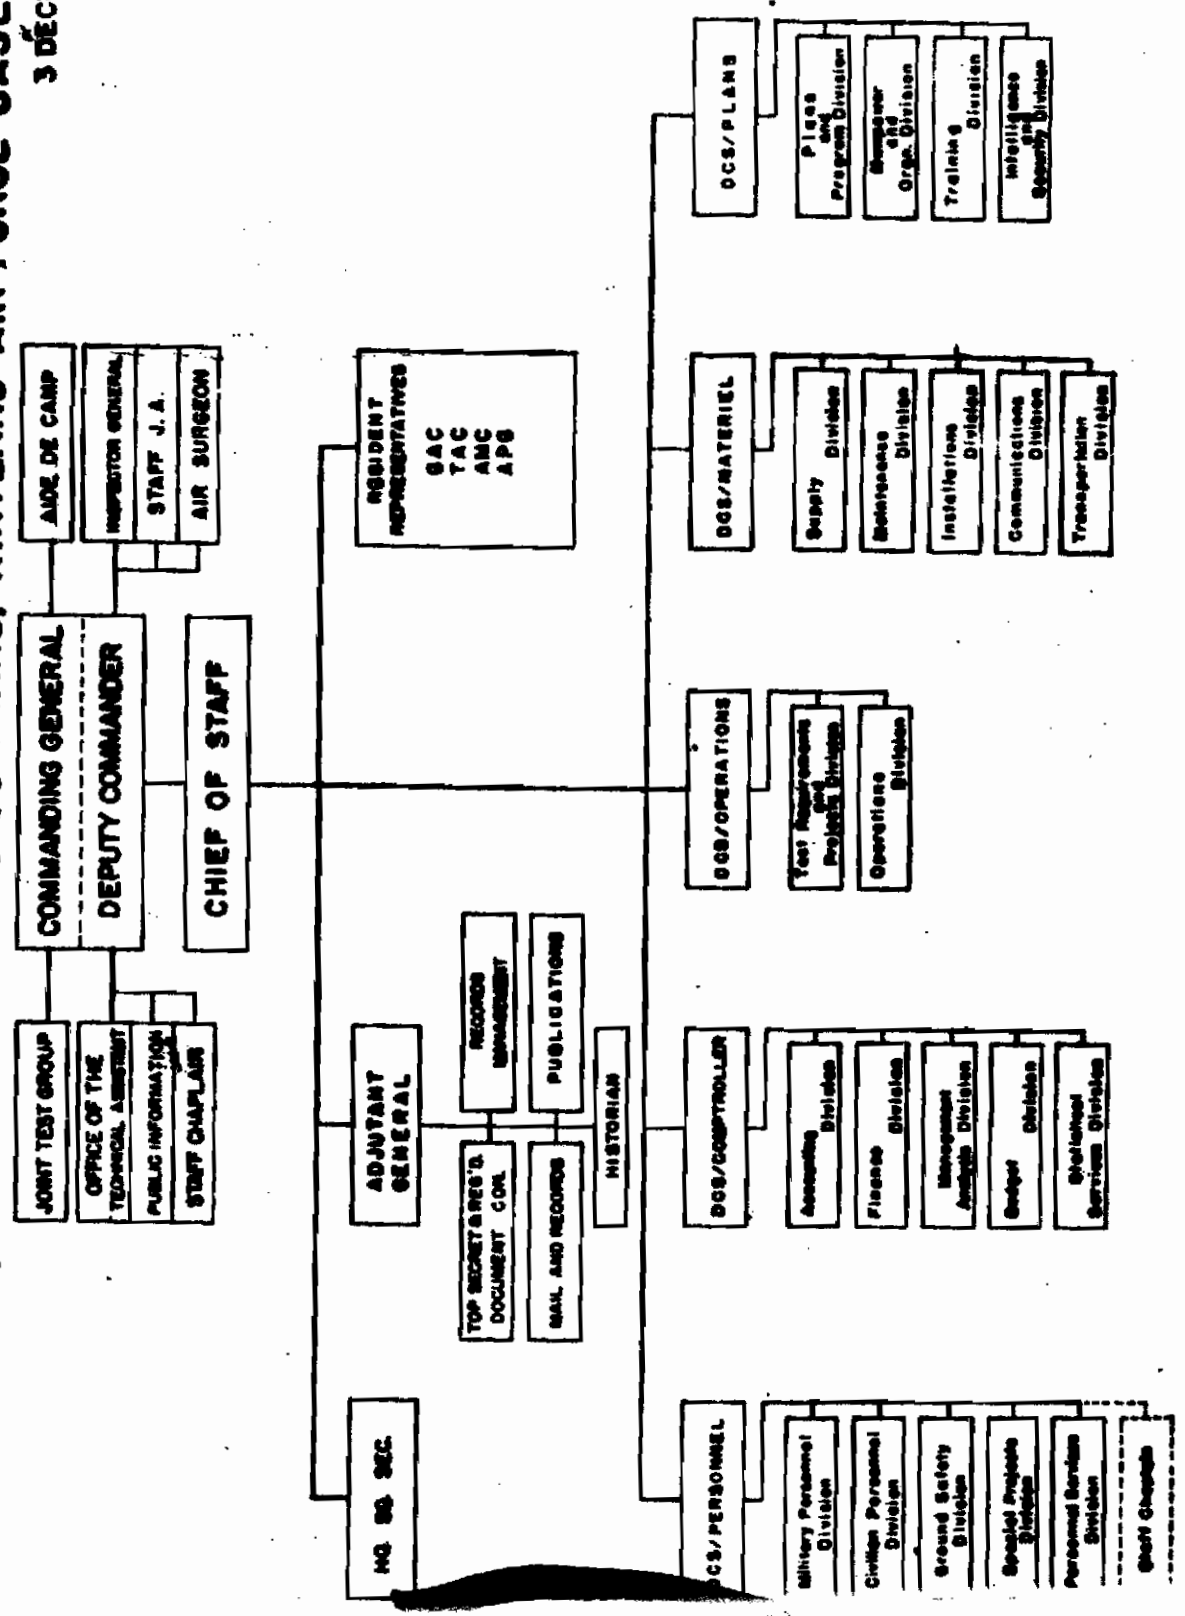 3 DEC
JOINT TEST GROUP
OFFICE OF THE
TECHNICAL ASSISTANT
PUBLIC INFORMATION
STAFF CHAPLAIN
COMMANDING GENERAL
DEPUTY COMMANDER
CHIEF OF STAFF
AIDE DE CAMP
INSPECTOR GENERAL
STAFF J.A.
AIR SURGEON
HQ. SQ. SEC.
ADJUTANT
GENERAL
TOP SECRET & REG'D.
DOCUMENT CON.
RECORDS
MANAGEMENT
MAIL AND RECORDS
PUBLICATIONS
HISTORIAN
RESIDENT
REPRESENTATIVES
SAC
TAC
AMC
APG
DCS/PERSONNEL
Military Personnel
Division
Civilian Personnel
Division
Ground Safety
Division
Special Projects
Division
Personnel Services
Division
Staff Chaplain
DCS/COMPTROLLER
Accounting
Division
Finance
Division
Management
Analysis Division
Budget
Division
Statistical
Services Division
DCS/OPERATIONS
Test Requirements
and
Projects Division
Operations
Division
DCS/MATERIEL
Supply
Division
Maintenance
Division
Installations
Division
Communications
Division
Transportation
Division
DCS/PLANS
Plans
and
Program Division
Manpower
and
Orgn. Division
Training
Division
Intelligence
and
Security Division